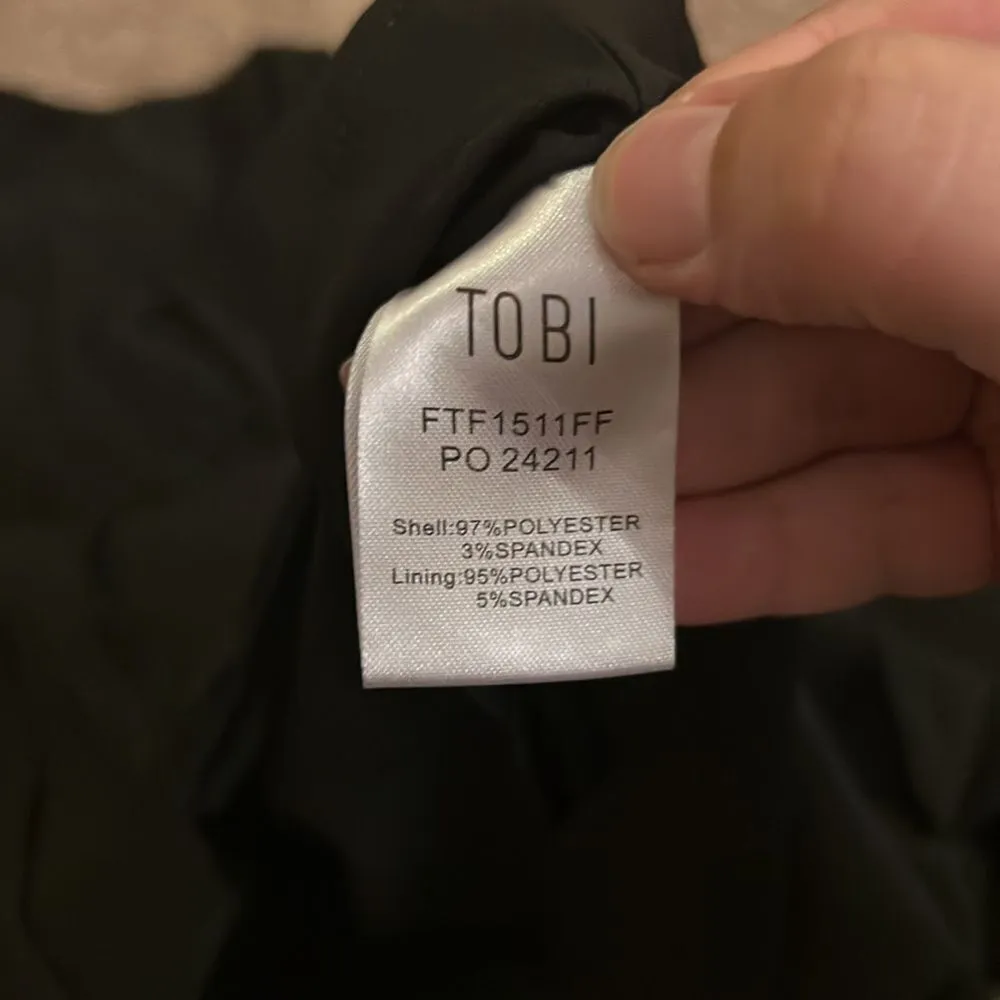 TOBI
FTF1511FF
PO 24211
Shell:97%POLYESTER
3%SPANDEX
Lining:95%POLYESTER
5%SPANDEX